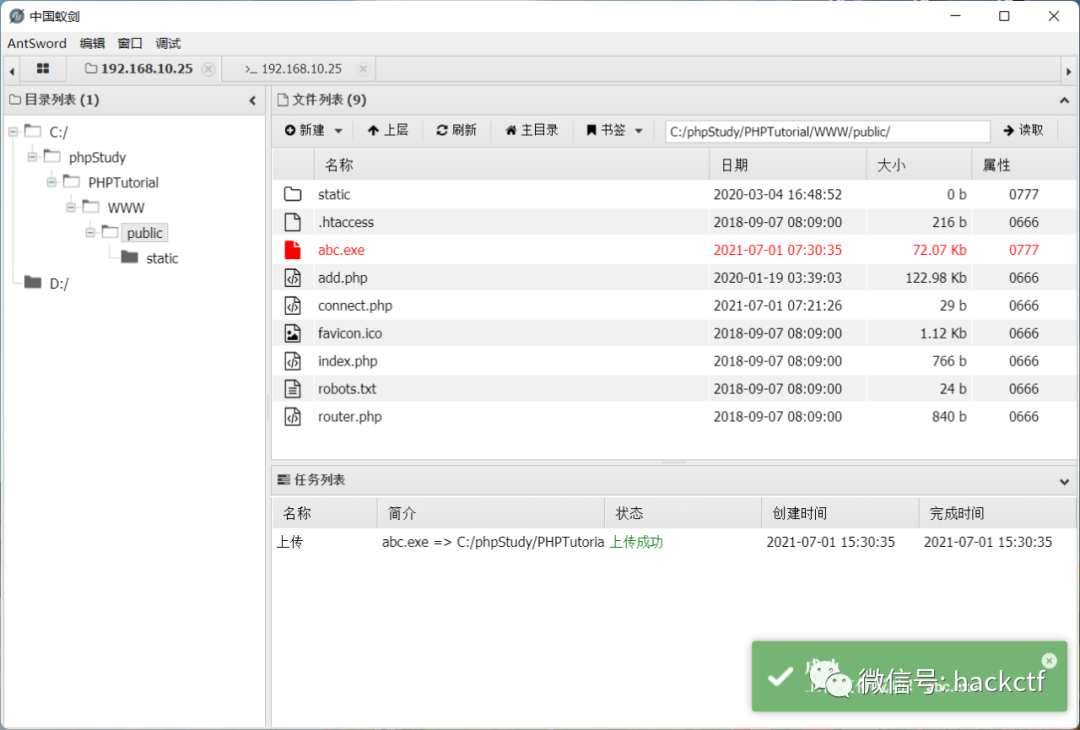 中国蚁剑
AntSword 编辑 窗口 调试
192.168.10.25 >_ 192.168.10.25
目录列表 (1)
C:/
phpStudy
PHPTutorial
WWW
public
static
D:/
文件列表 (9)
新建 上层 刷新 主目录 书签 C:/phpStudy/PHPTutorial/WWW/public/ 读取
名称 日期 大小 属性
static 2020-03-04 16:48:52 0 b 0777
.htaccess 2018-09-07 08:09:00 216 b 0666
abc.exe 2021-07-01 07:30:35 72.07 Kb 0777
add.php 2020-01-19 03:39:03 122.98 Kb 0666
connect.php 2021-07-01 07:21:26 29 b 0666
favicon.ico 2018-09-07 08:09:00 1.12 Kb 0666
index.php 2018-09-07 08:09:00 766 b 0666
robots.txt 2018-09-07 08:09:00 24 b 0666
router.php 2018-09-07 08:09:00 840 b 0666
任务列表
名称 简介 状态 创建时间 完成时间
上传 abc.exe => C:/phpStudy/PHPTutoria 上传成功 2021-07-01 15:30:35 2021-07-01 15:30:35
微信号: hackctf